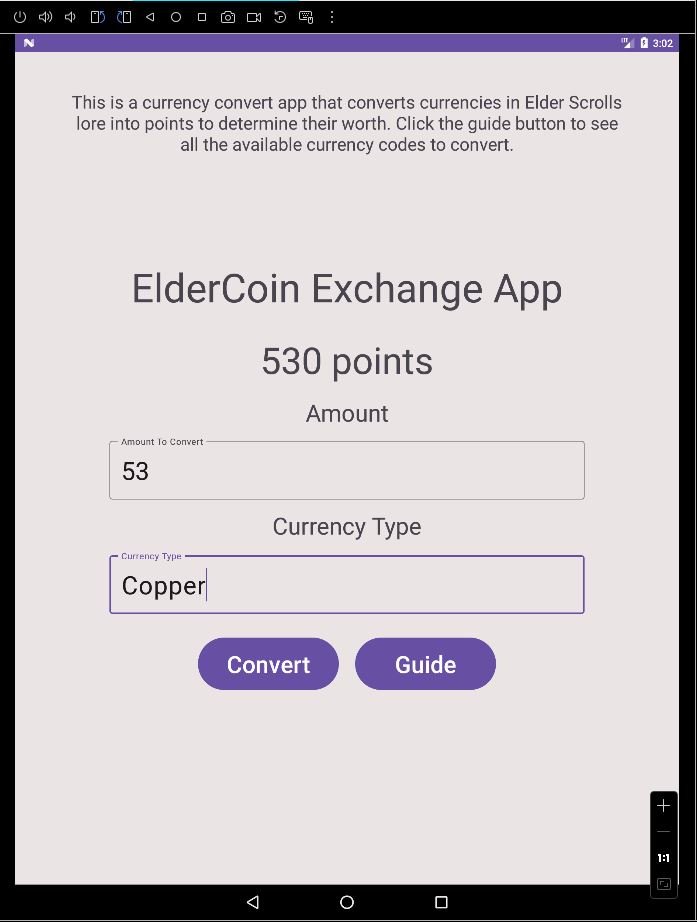 3:02
This is a currency convert app that converts currencies in Elder Scrolls
lore into points to determine their worth. Click the guide button to see
all the available currency codes to convert.
ElderCoin Exchange App
530 points
Amount
Amount To Convert
53
Currency Type
Currency Type
Copper
Convert Guide
1:1